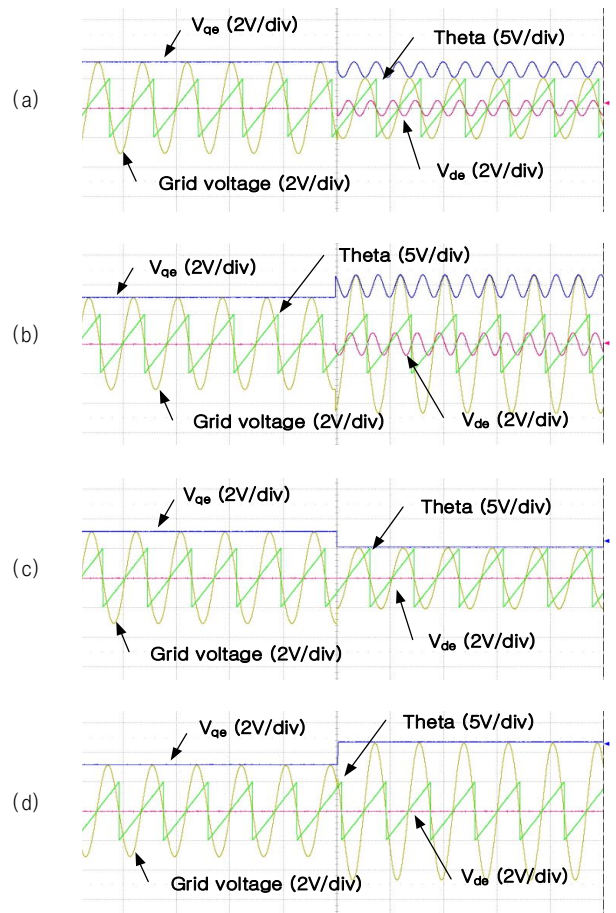 (a)
Vqe (2V/div)
Theta (5V/div)
Vde (2V/div)
Grid voltage (2V/div)
(b)
Vqe (2V/div)
Theta (5V/div)
Grid voltage (2V/div)
Vde (2V/div)
(c)
Vqe (2V/div)
Theta (5V/div)
Vde (2V/div)
Grid voltage (2V/div)
(d)
Vqe (2V/div)
Theta (5V/div)
Grid voltage (2V/div)
Vde (2V/div)